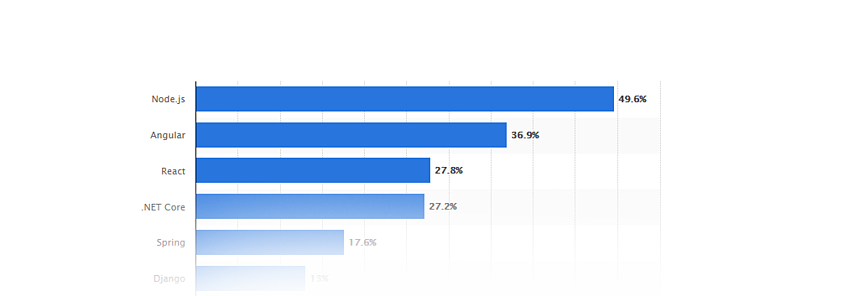 Node.js 49.6%
Angular 36.9%
React 27.8%
.NET Core 27.2%
Spring 17.6%
Django 13%